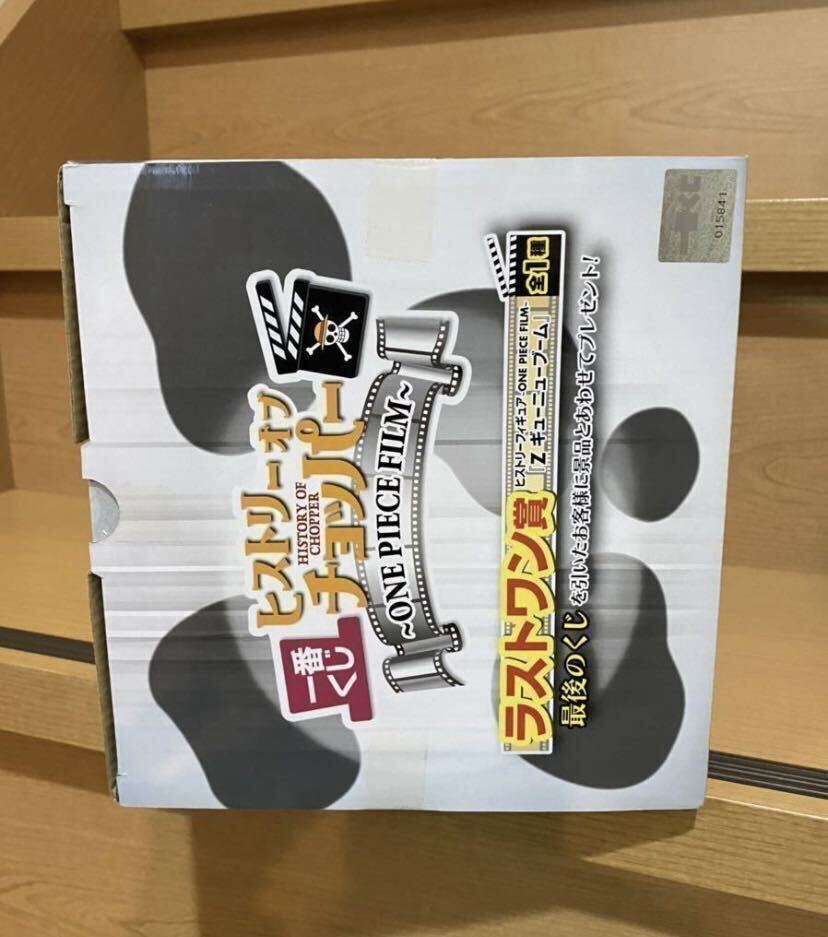 一番くじ
ヒストリーオブ
HISTORY OF
CHOPPER
チョッパー
~ONE PIECE FILM~
ラストワン賞
ヒストリーフィギュア~ONE PIECE FILM~
「Z ギューニューブーム」
全1種
最後のくじを引いたお客様に景品とあわせてプレゼント!
015841